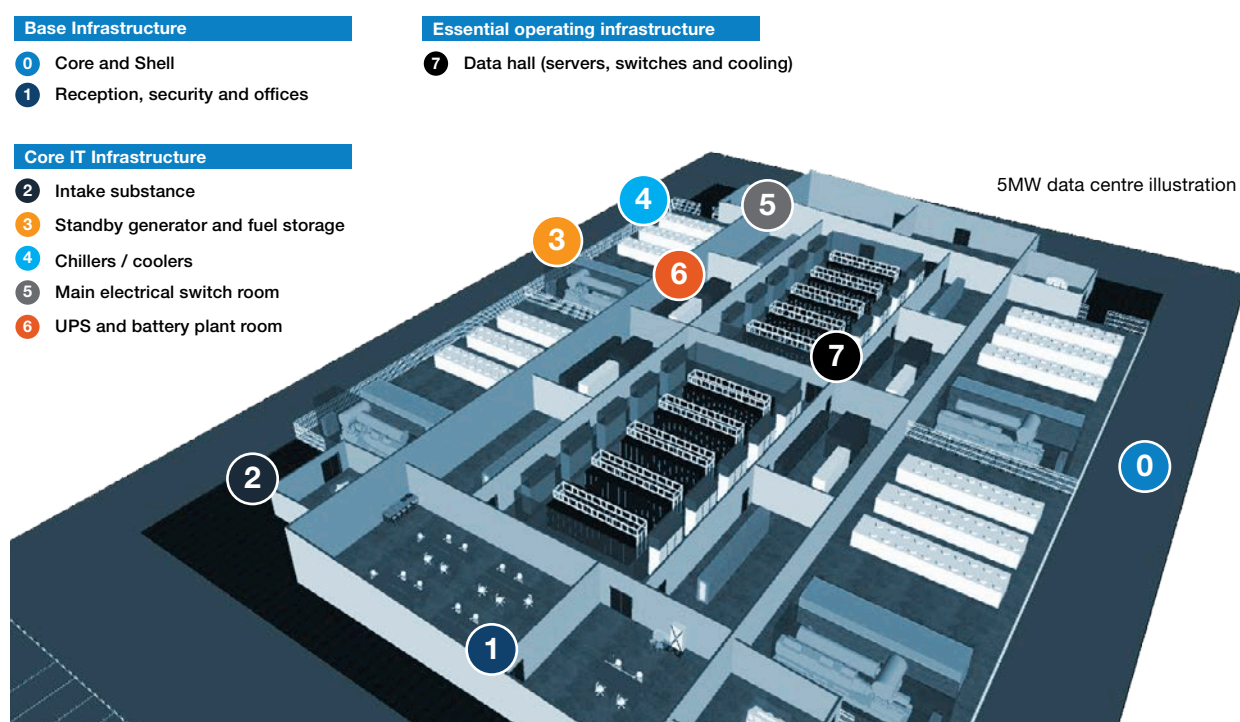 Base Infrastructure
0 Core and Shell
1 Reception, security and offices
Core IT Infrastructure
2 Intake substance
3 Standby generator and fuel storage
4 Chillers / coolers
5 Main electrical switch room
6 UPS and battery plant room
Essential operating infrastructure
7 Data hall (servers, switches and cooling)
5MW data centre illustration
4
5
3
6
7
2
0
1